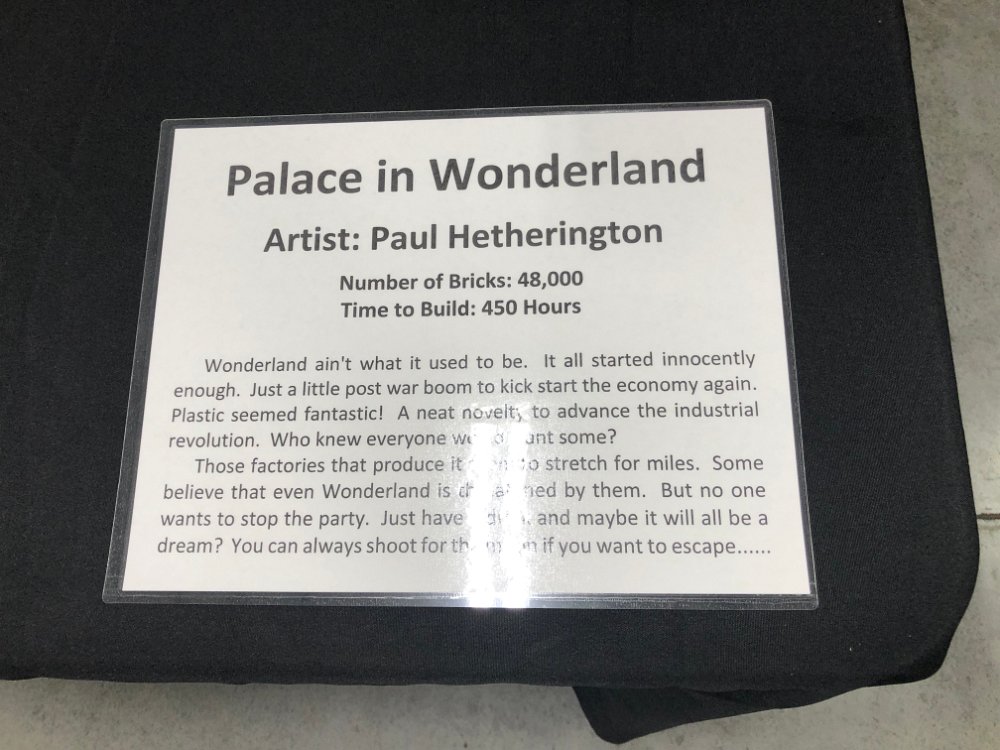 Palace in Wonderland
Artist: Paul Hetherington
Number of Bricks: 48,000
Time to Build: 450 Hours
Wonderland ain't what it used to be. It all started innocently
enough. Just a little post war boom to kick start the economy again.
Plastic seemed fantastic! A neat novelty to advance the industrial
revolution. Who knew everyone would want some?
Those factories that produce it to stretch for miles. Some
believe that even Wonderland is threatened by them. But no one
wants to stop the party. Just have and maybe it will all be a
dream? You can always shoot for the moon if you want to escape......